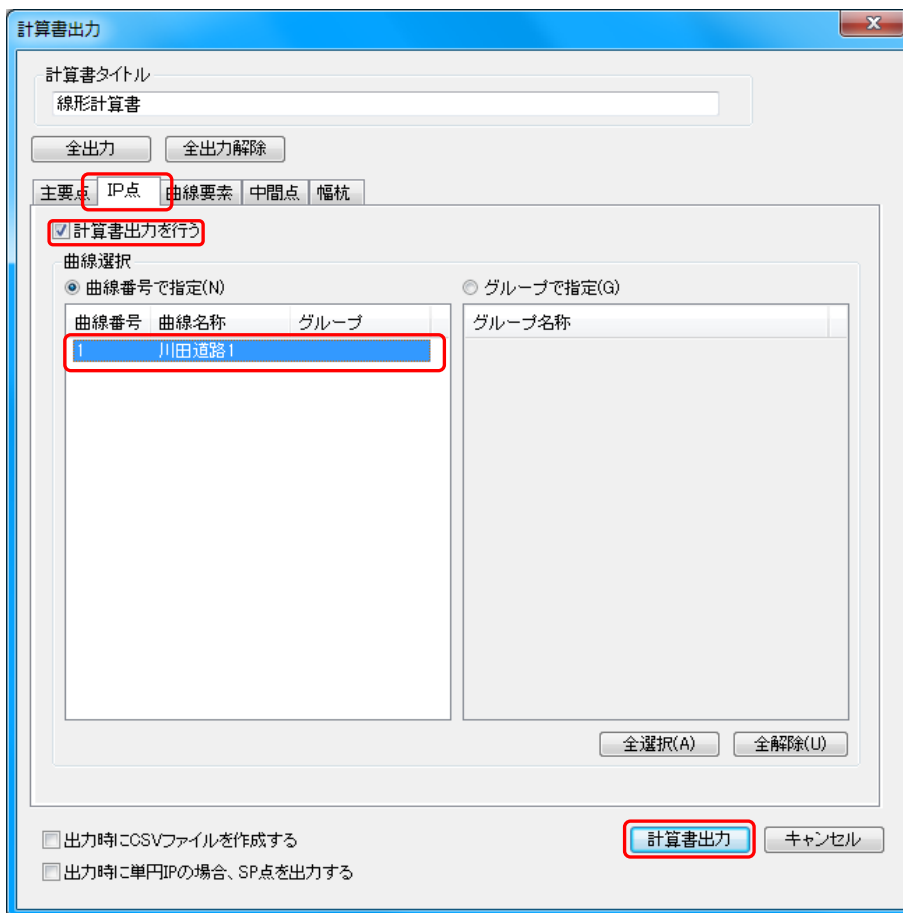 計算書出力
計算書タイトル
線形計算書
全出力 全出力解除
主要点 IP点 曲線要素 中間点 幅杭
計算書出力を行う
曲線選択
曲線番号で指定(N) グループで指定(G)
曲線番号 曲線名称 グループ グループ名称
1 川田道路1
全選択(A) 全解除(U)
出力時にCSVファイルを作成する 計算書出力 キャンセル
出力時に単円IPの場合、SP点を出力する